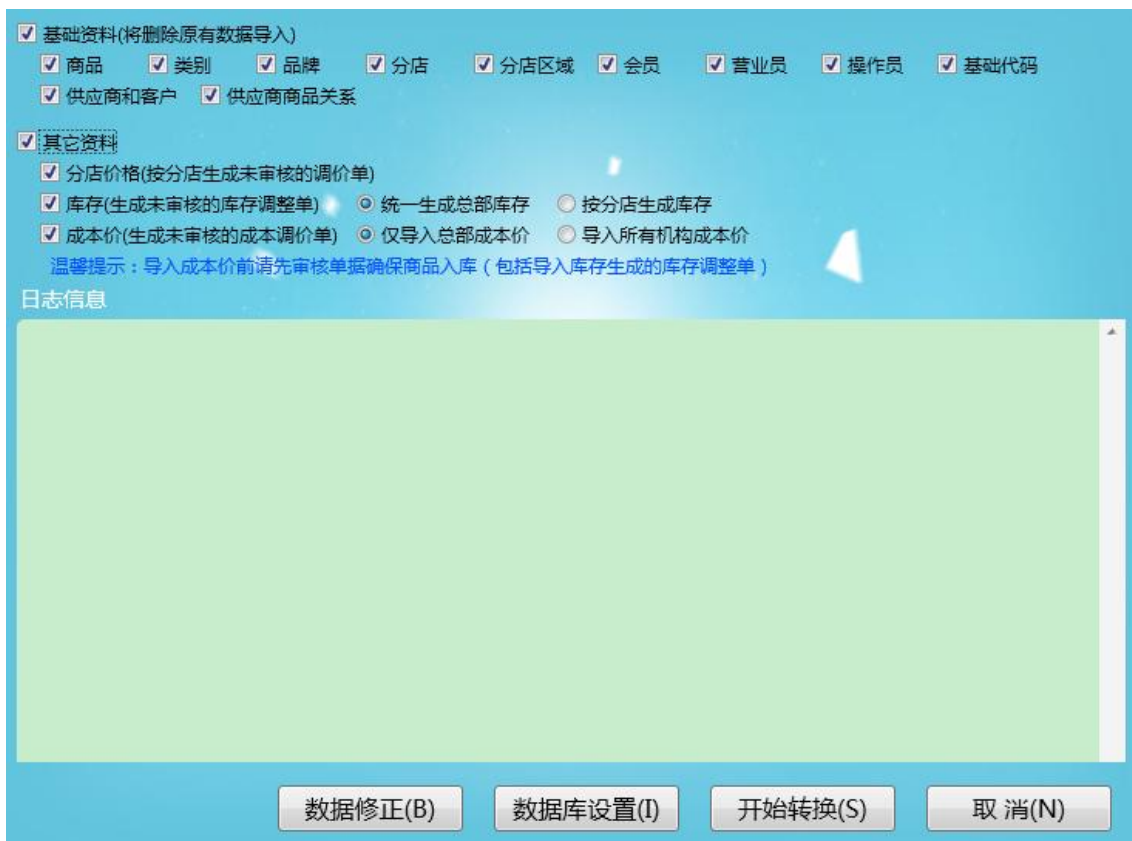 基础资料(将删除原有数据导入)
商品 类别 品牌 分店 分店区域 会员 营业员 操作员 基础代码
供应商和客户 供应商商品关系
其它资料
分店价格(按分店生成未审核的调价单)
库存(生成未审核的库存调整单) 统一生成总部库存 按分店生成库存
成本价(生成未审核的成本调价单) 仅导入总部成本价 导入所有机构成本价
温馨提示：导入成本价前请先审核单据确保商品入库（包括导入库存生成的库存调整单）
日志信息
数据修正(B) 数据库设置(I) 开始转换(S) 取 消(N)